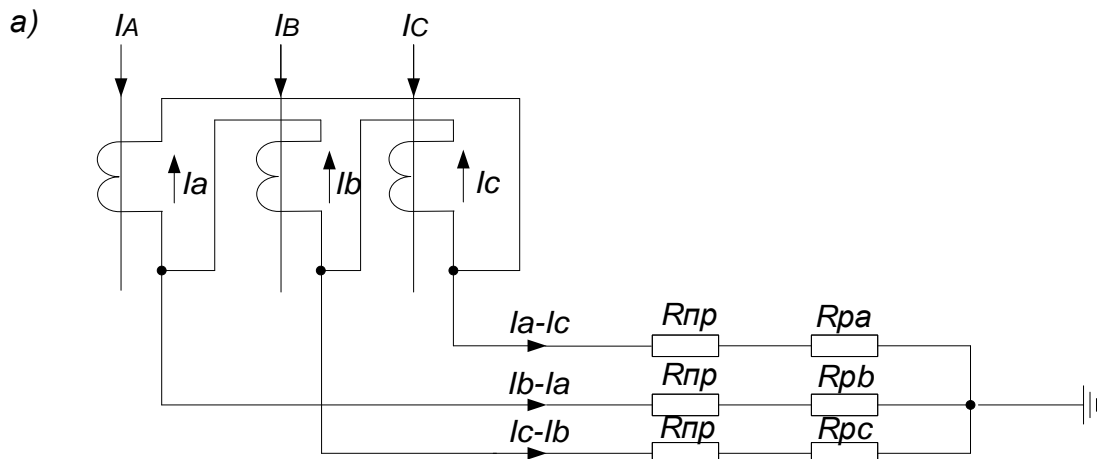 а)
IA
IB
IC
Ia
Ib
Ic
Ia-Ic
Rпр
Rpa
Ib-Ia
Rпр
Rpb
Ic-Ib
Rпр
Rpc